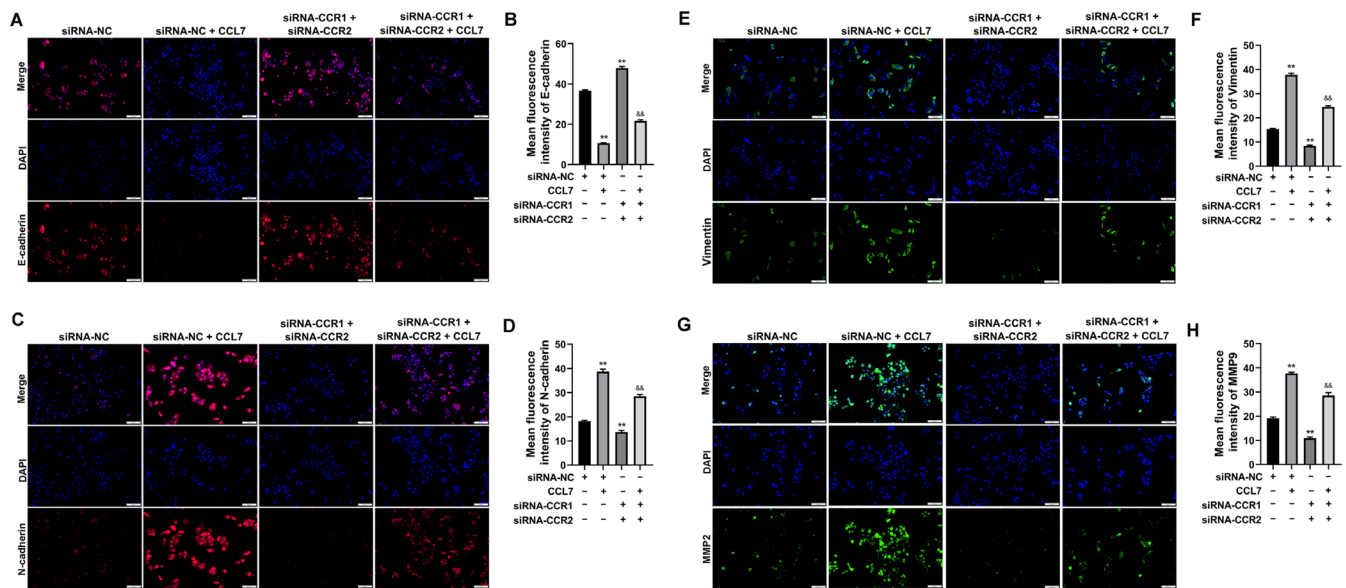 A
siRNA-NC
siRNA-NC + CCL7
siRNA-CCR1 +
siRNA-CCR2
siRNA-CCR1 +
siRNA-CCR2 + CCL7
Merge
DAPI
E-cadherin
B
Mean fluorescence
intensity of E-cadherin
60
40
20
0
**
**
&&
siRNA-NC + + − −
CCL7 − + − +
siRNA-CCR1 − − + +
siRNA-CCR2 − − + +
C
siRNA-NC
siRNA-NC + CCL7
siRNA-CCR1 +
siRNA-CCR2
siRNA-CCR1 +
siRNA-CCR2 + CCL7
Merge
DAPI
N-cadherin
D
Mean fluorescence
intensity of N-cadherin
50
40
30
20
10
0
**
**
&&
siRNA-NC + + − −
CCL7 − + − +
siRNA-CCR1 − − + +
siRNA-CCR2 − − + +
E
siRNA-NC
siRNA-NC + CCL7
siRNA-CCR1 +
siRNA-CCR2
siRNA-CCR1 +
siRNA-CCR2 + CCL7
Merge
DAPI
Vimentin
F
Mean fluorescence
intensity of Vimentin
50
40
30
20
10
0
**
**
&&
siRNA-NC + + − −
CCL7 − + − +
siRNA-CCR1 − − + +
siRNA-CCR2 − − + +
G
siRNA-NC
siRNA-NC + CCL7
siRNA-CCR1 +
siRNA-CCR2
siRNA-CCR1 +
siRNA-CCR2 + CCL7
Merge
DAPI
MMP2
H
Mean fluorescence
intensity of MMP9
50
40
30
20
10
0
**
**
&&
siRNA-NC + + − −
CCL7 − + − +
siRNA-CCR1 − − + +
siRNA-CCR2 − − + +